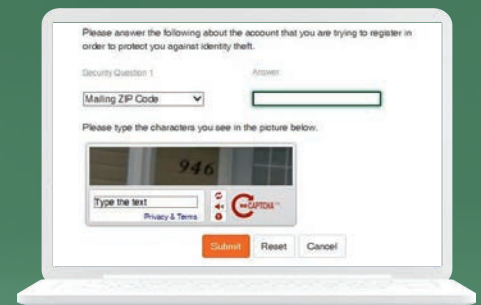 Please answer the following about the account that you are trying to register in
order to protect you against identity theft.
Security Question 1 Answer
Mailing ZIP Code
Please type the characters you see in the picture below.
946
Type the text
Privacy & Terms
reCAPTCHA™
Submit Reset Cancel